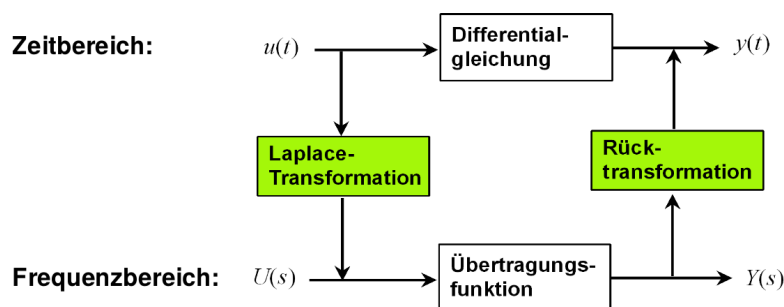 Zeitbereich: u(t) Differential-
gleichung y(t)
Laplace-
Transformation
Rück-
transformation
Frequenzbereich: U(s) Übertragungs-
funktion Y(s)